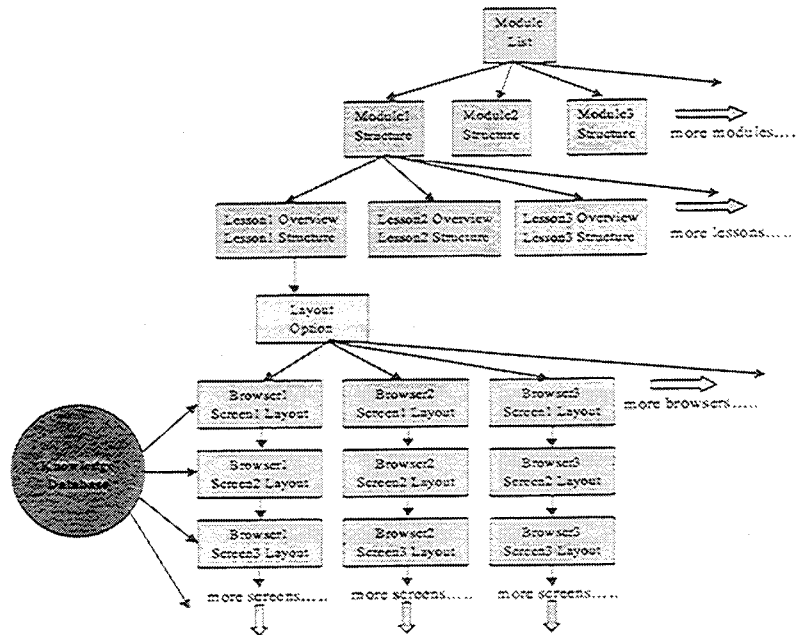 Module
List
Module1
Structure
Module2
Structure
Module3
Structure
more modules.....
Lesson1 Overview
Lesson1 Structure
Lesson2 Overview
Lesson2 Structure
Lesson3 Overview
Lesson3 Structure
more lessons.....
Layout
Option
Browser1
Screen1 Layout
Browser2
Screen1 Layout
Browser3
Screen1 Layout
more browsers.....
Knowledge
Database
Browser1
Screen2 Layout
Browser2
Screen2 Layout
Browser3
Screen2 Layout
Browser1
Screen3 Layout
Browser2
Screen3 Layout
Browser3
Screen3 Layout
more screens.....
more screens.....
more screens.....